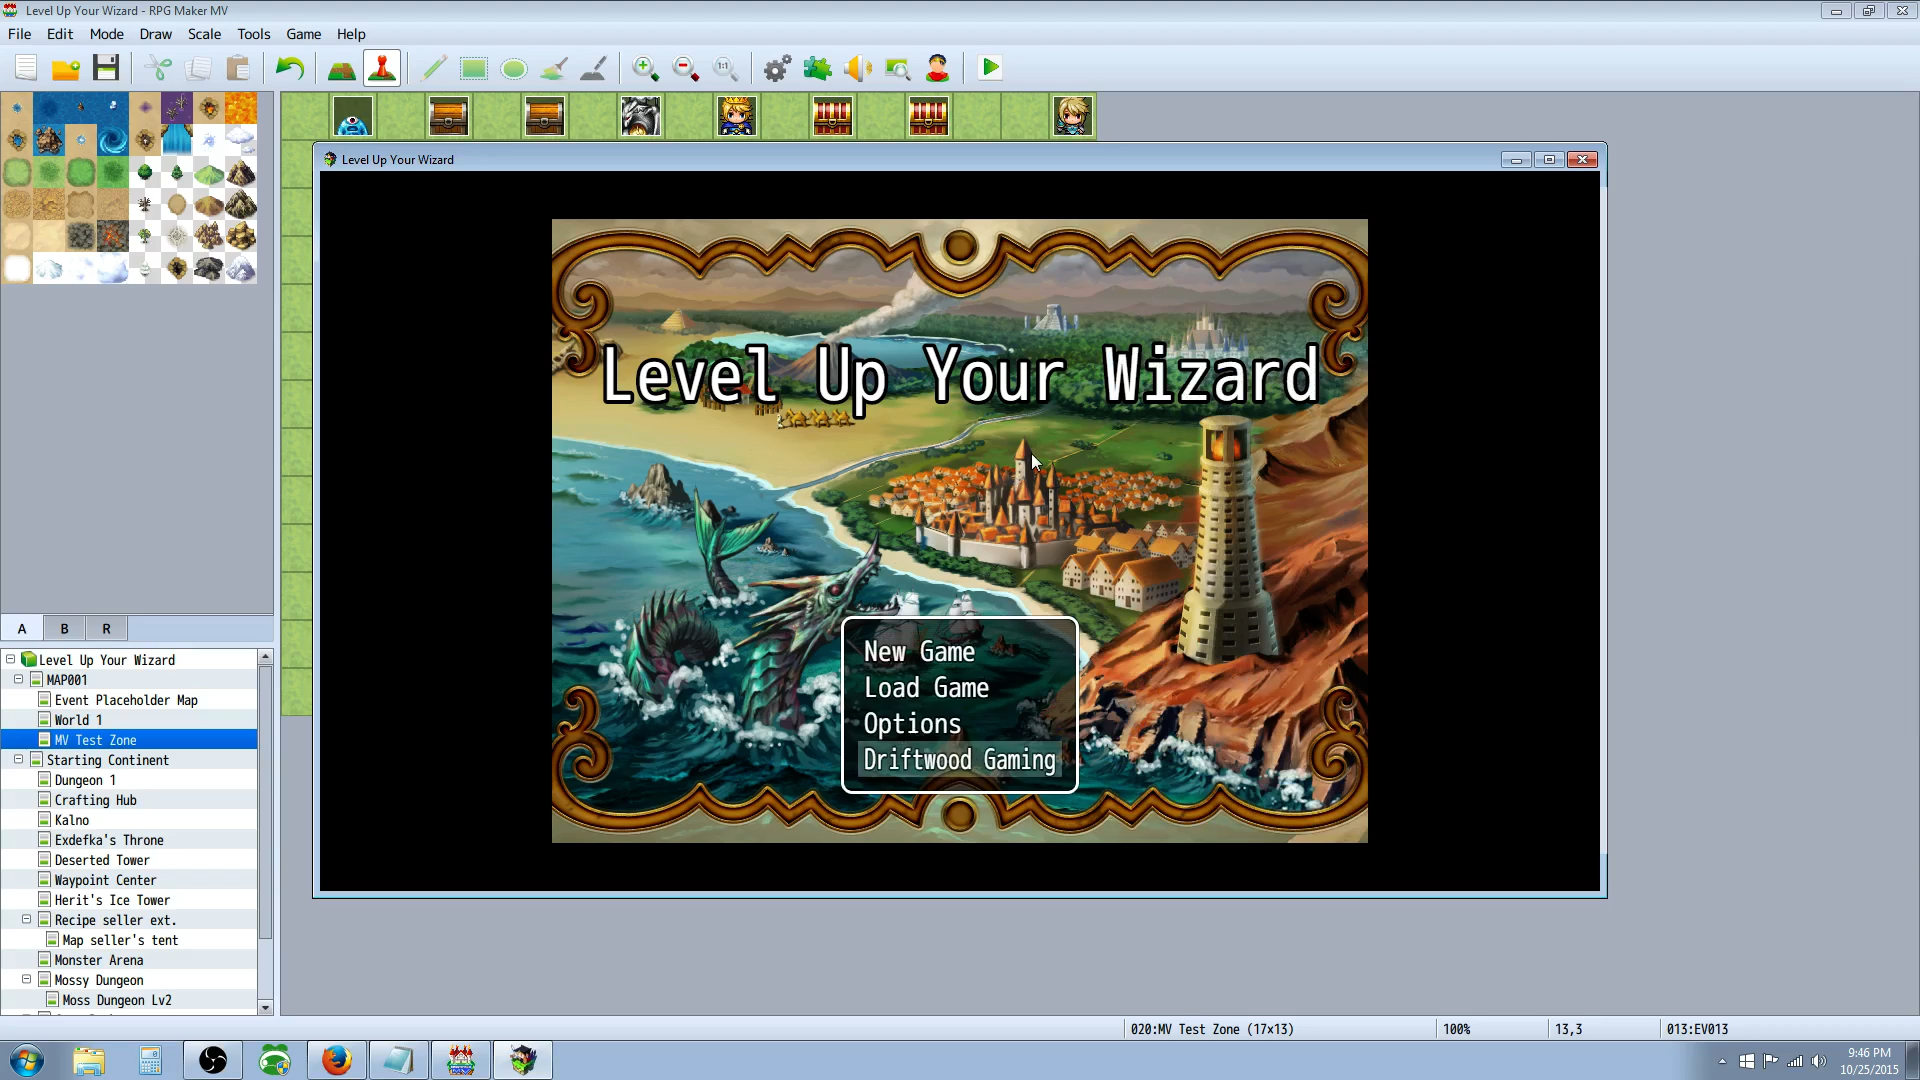 Level Up Your Wizard - RPG Maker MV
File Edit Mode Draw Scale Tools Game Help
1:1
Level Up Your Wizard
Level Up Your Wizard
New Game
Load Game
Options
Driftwood Gaming
A B R
Level Up Your Wizard
MAP001
Event Placeholder Map
World 1
MV Test Zone
Starting Continent
Dungeon 1
Crafting Hub
Kalno
Exdefka's Throne
Deserted Tower
Waypoint Center
Herit's Ice Tower
Recipe seller ext.
Map seller's tent
Monster Arena
Mossy Dungeon
Moss Dungeon Lv2
020:MV Test Zone (17x13) 100% 13,3 013:EV013
9:46 PM
10/25/2015